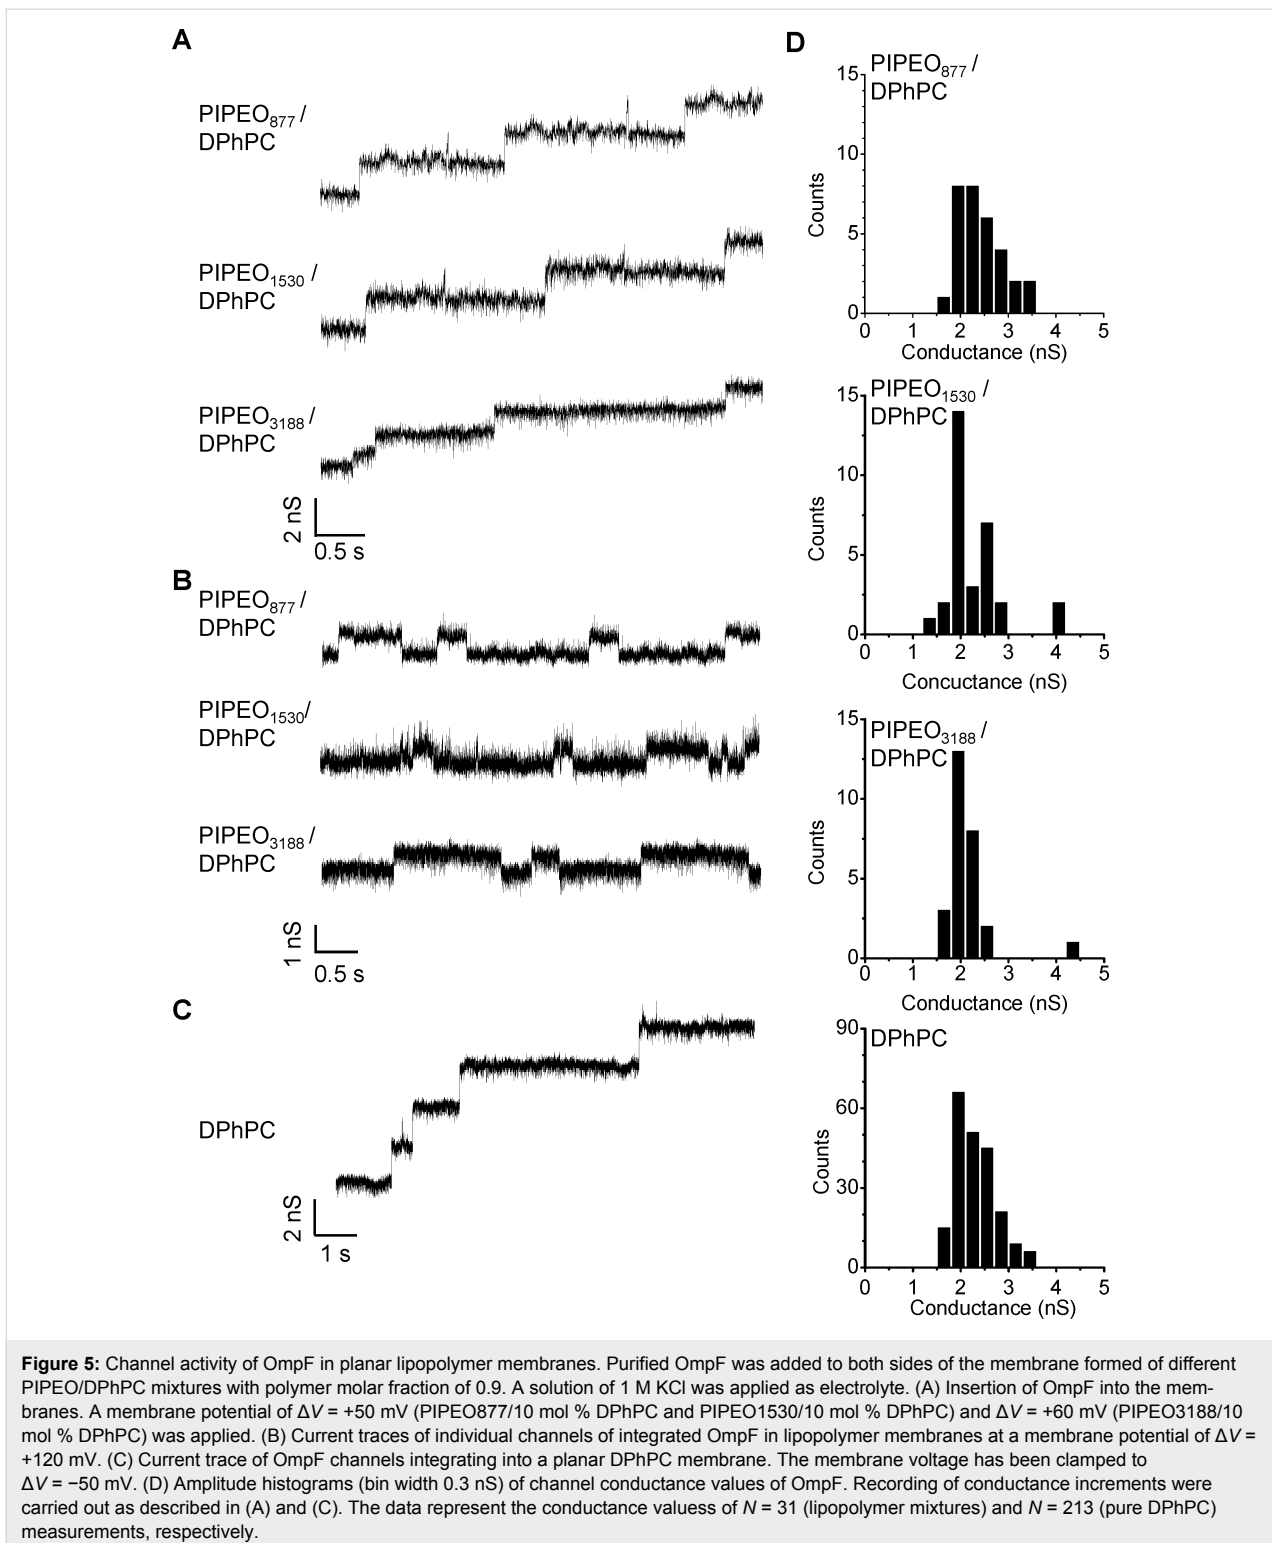 A
PIPEO877 /
DPhPC
PIPEO1530 /
DPhPC
PIPEO3188 /
DPhPC
2 nS
0.5 s
B
PIPEO877 /
DPhPC
PIPEO1530/
DPhPC
PIPEO3188 /
DPhPC
1 nS
0.5 s
C
DPhPC
2 nS
1 s
D
PIPEO877 /
DPhPC
15
10
5
0
Counts
0 1 2 3 4 5
Conductance (nS)
PIPEO1530 /
DPhPC
15
10
5
0
Counts
0 1 2 3 4 5
Concuctance (nS)
PIPEO3188 /
DPhPC
15
10
5
0
Counts
0 1 2 3 4 5
Conductance (nS)
DPhPC
90
60
30
0
Counts
0 1 2 3 4 5
Conductance (nS)
Figure 5: Channel activity of OmpF in planar lipopolymer membranes. Purified OmpF was added to both sides of the membrane formed of different
PIPEO/DPhPC mixtures with polymer molar fraction of 0.9. A solution of 1 M KCl was applied as electrolyte. (A) Insertion of OmpF into the mem-
branes. A membrane potential of ΔV = +50 mV (PIPEO877/10 mol % DPhPC and PIPEO1530/10 mol % DPhPC) and ΔV = +60 mV (PIPEO3188/10
mol % DPhPC) was applied. (B) Current traces of individual channels of integrated OmpF in lipopolymer membranes at a membrane potential of ΔV =
+120 mV. (C) Current trace of OmpF channels integrating into a planar DPhPC membrane. The membrane voltage has been clamped to
ΔV = −50 mV. (D) Amplitude histograms (bin width 0.3 nS) of channel conductance values of OmpF. Recording of conductance increments were
carried out as described in (A) and (C). The data represent the conductance valuess of N = 31 (lipopolymer mixtures) and N = 213 (pure DPhPC)
measurements, respectively.